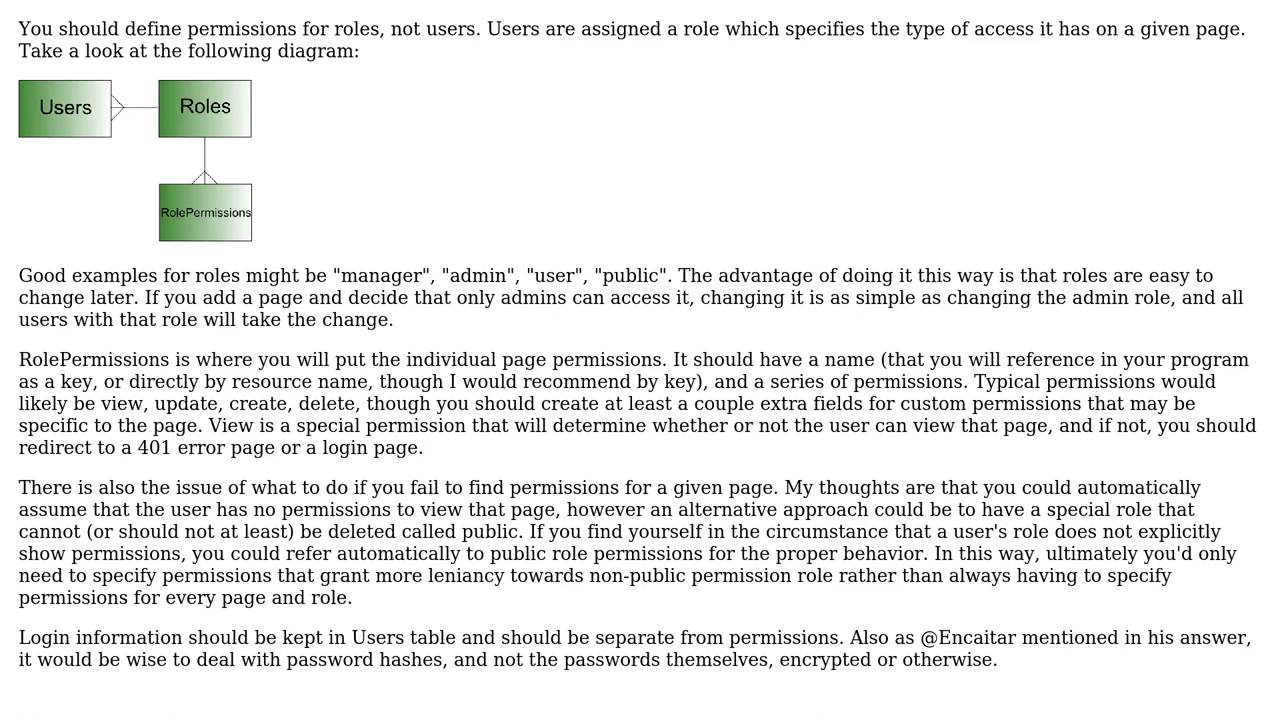 You should define permissions for roles, not users. Users are assigned a role which specifies the type of access it has on a given page.
Take a look at the following diagram:
Users
Roles
RolePermissions
Good examples for roles might be "manager", "admin", "user", "public". The advantage of doing it this way is that roles are easy to
change later. If you add a page and decide that only admins can access it, changing it is as simple as changing the admin role, and all
users with that role will take the change.
RolePermissions is where you will put the individual page permissions. It should have a name (that you will reference in your program
as a key, or directly by resource name, though I would recommend by key), and a series of permissions. Typical permissions would
likely be view, update, create, delete, though you should create at least a couple extra fields for custom permissions that may be
specific to the page. View is a special permission that will determine whether or not the user can view that page, and if not, you should
redirect to a 401 error page or a login page.
There is also the issue of what to do if you fail to find permissions for a given page. My thoughts are that you could automatically
assume that the user has no permissions to view that page, however an alternative approach could be to have a special role that
cannot (or should not at least) be deleted called public. If you find yourself in the circumstance that a user's role does not explicitly
show permissions, you could refer automatically to public role permissions for the proper behavior. In this way, ultimately you'd only
need to specify permissions that grant more leniancy towards non-public permission role rather than always having to specify
permissions for every page and role.
Login information should be kept in Users table and should be separate from permissions. Also as @Encaitar mentioned in his answer,
it would be wise to deal with password hashes, and not the passwords themselves, encrypted or otherwise.